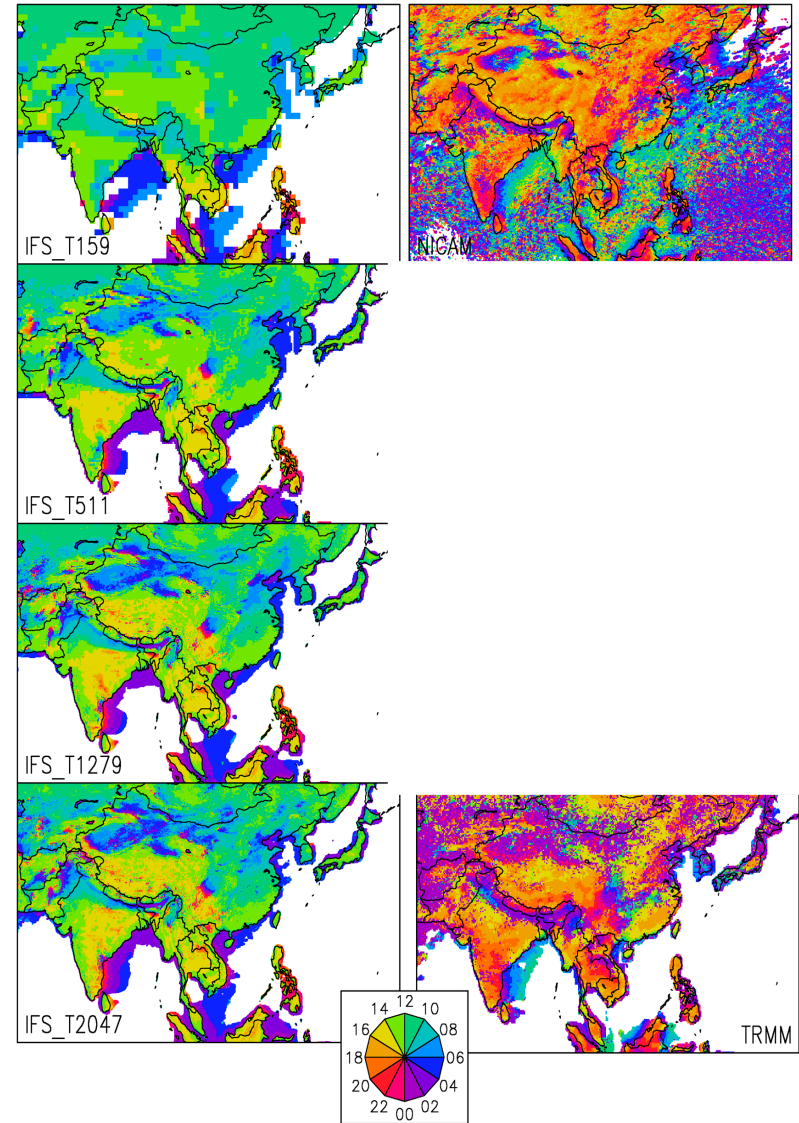 IFS_T159
NICAM
IFS_T511
IFS_T1279
IFS_T2047
TRMM
12
14 10
16 08
18 06
20 04
22 02
00